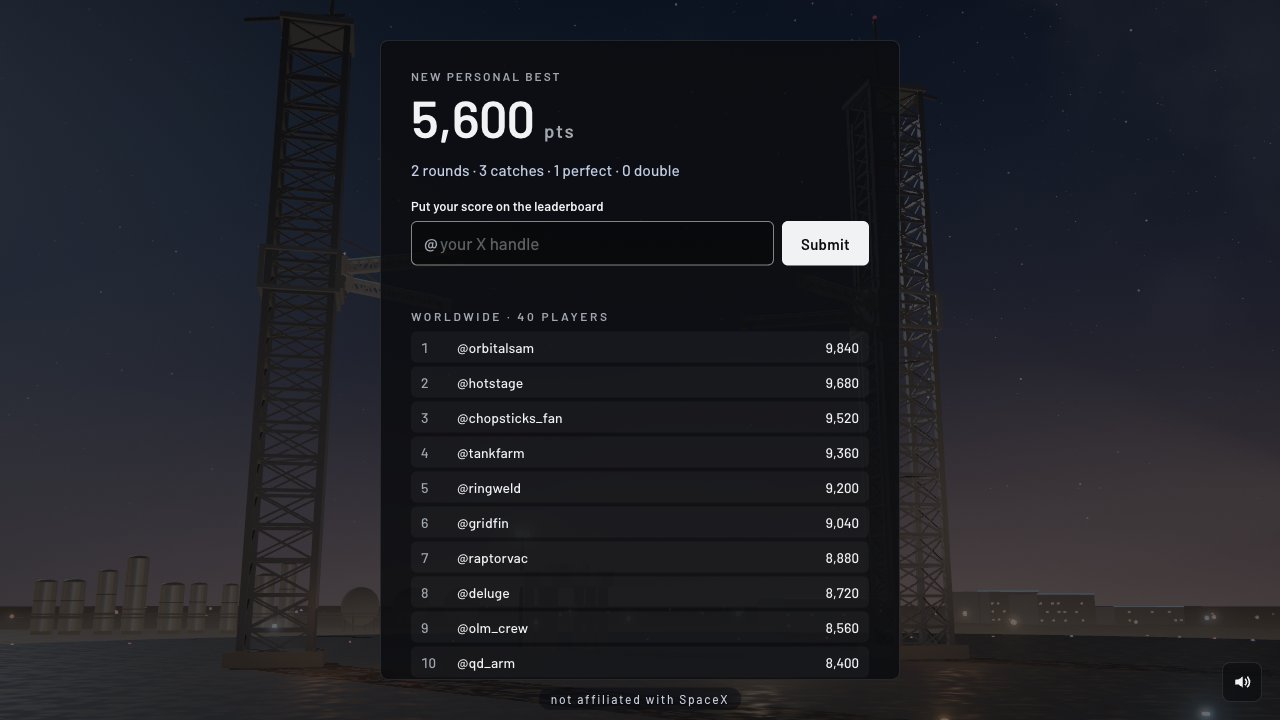 NEW PERSONAL BEST
5,600 pts
2 rounds · 3 catches · 1 perfect · 0 double
Put your score on the leaderboard
@your X handle
Submit
WORLDWIDE · 40 PLAYERS
1 @orbitalsam 9,840
2 @hotstage 9,680
3 @chopsticks_fan 9,520
4 @tankfarm 9,360
5 @ringweld 9,200
6 @gridfin 9,040
7 @raptorvac 8,880
8 @deluge 8,720
9 @olm_crew 8,560
10 @qd_arm 8,400
not affiliated with SpaceX